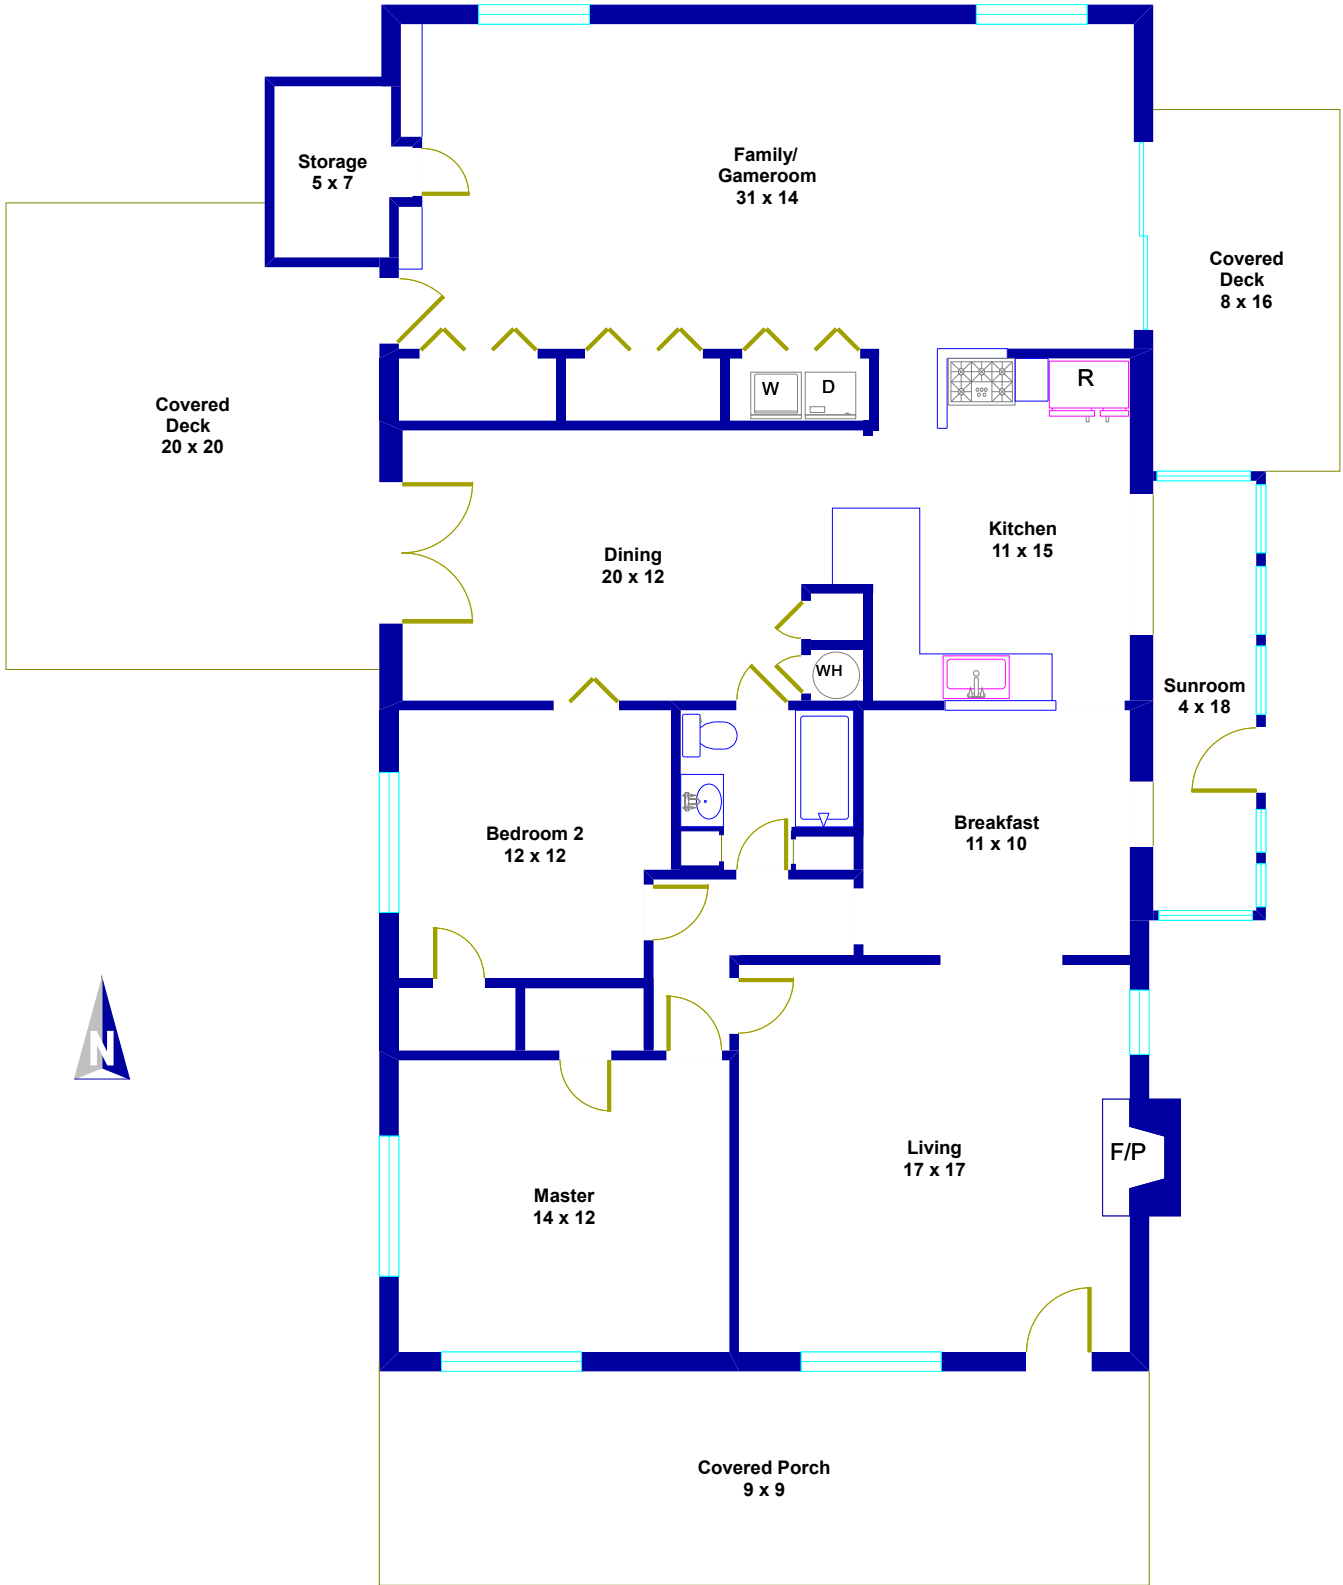 Storage
5 x 7
Family/
Gameroom
31 x 14
Covered
Deck
8 x 16
Covered
Deck
20 x 20
W
D
R
Dining
20 x 12
Kitchen
11 x 15
WH
Sunroom
4 x 18
Bedroom 2
12 x 12
Breakfast
11 x 10
N
Living
17 x 17
F/P
Master
14 x 12
Covered Porch
9 x 9